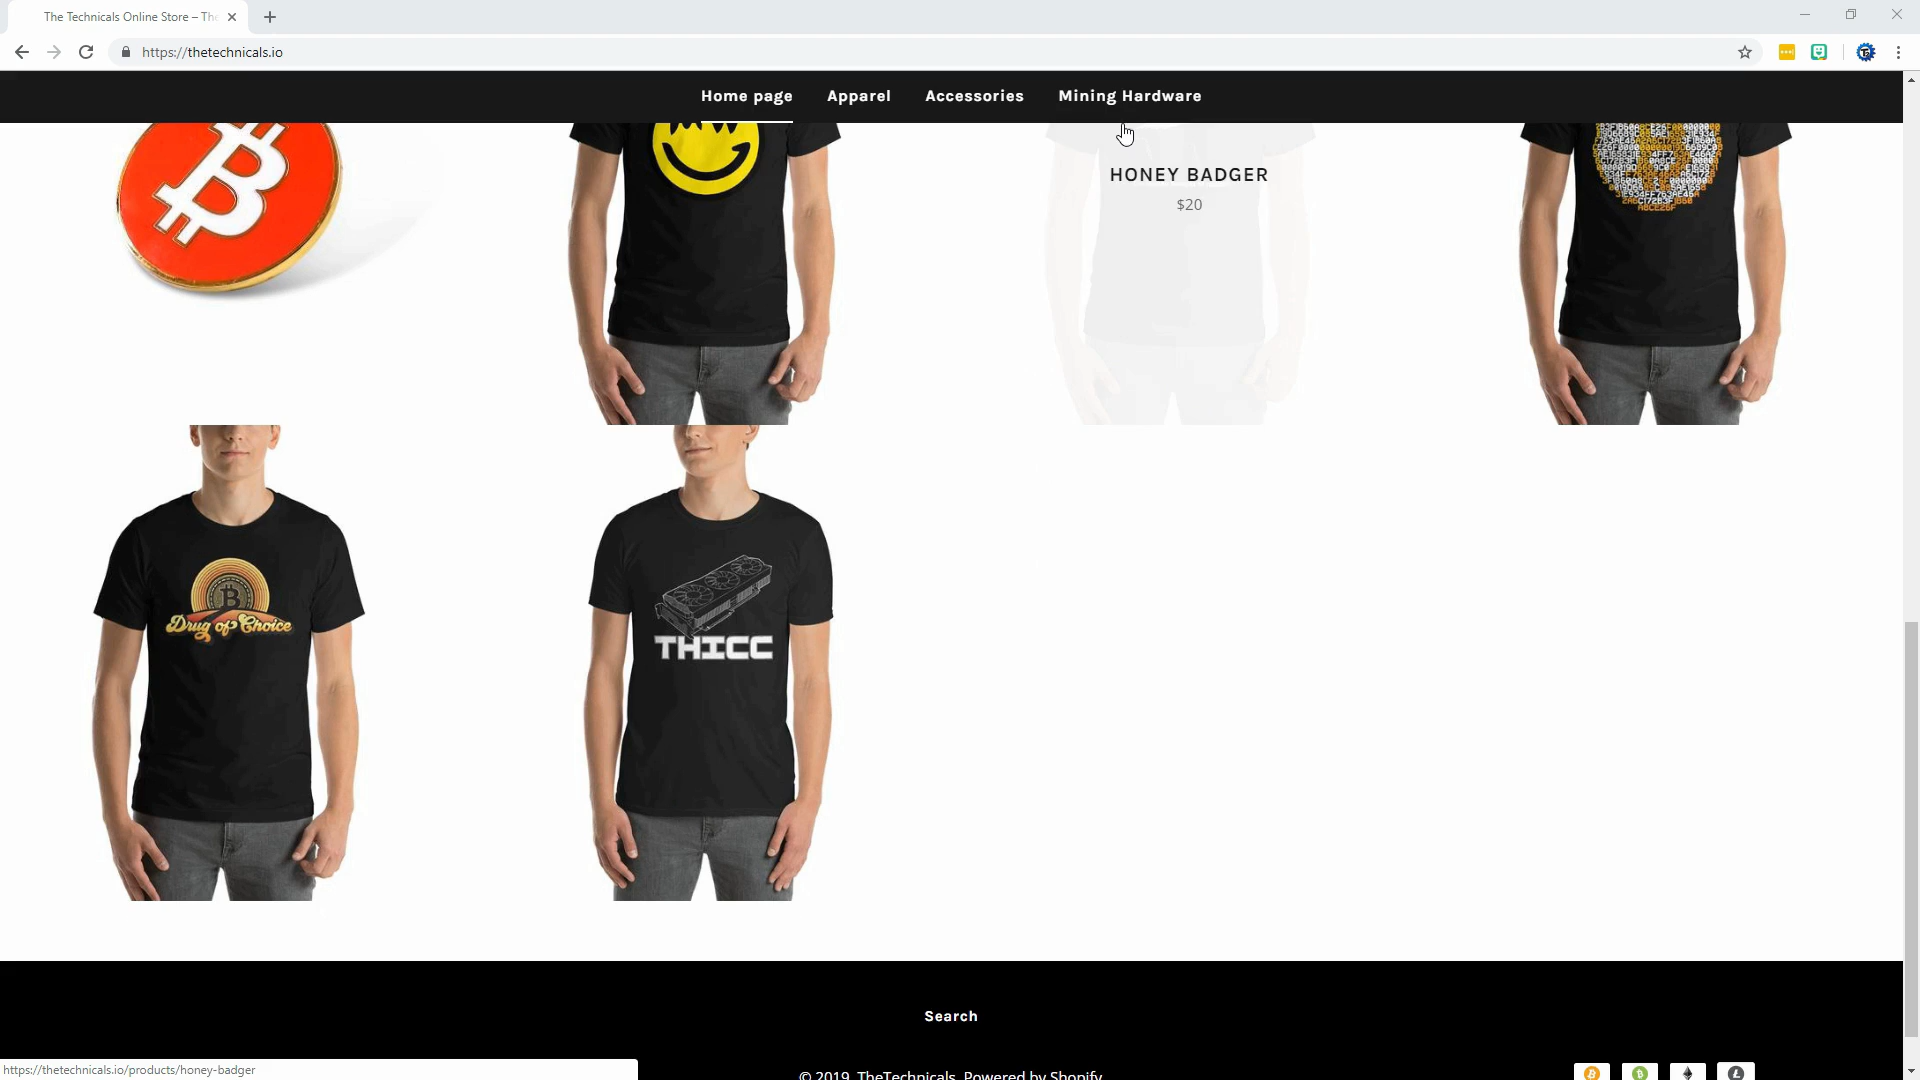 The Technicals Online Store – The
https://thetechnicals.io
Home page
Apparel
Accessories
Mining Hardware
HONEY BADGER
$20
Drug of Choice
THICC
Search
© 2019, TheTechnicals. Powered by Shopify
https://thetechnicals.io/products/honey-badger